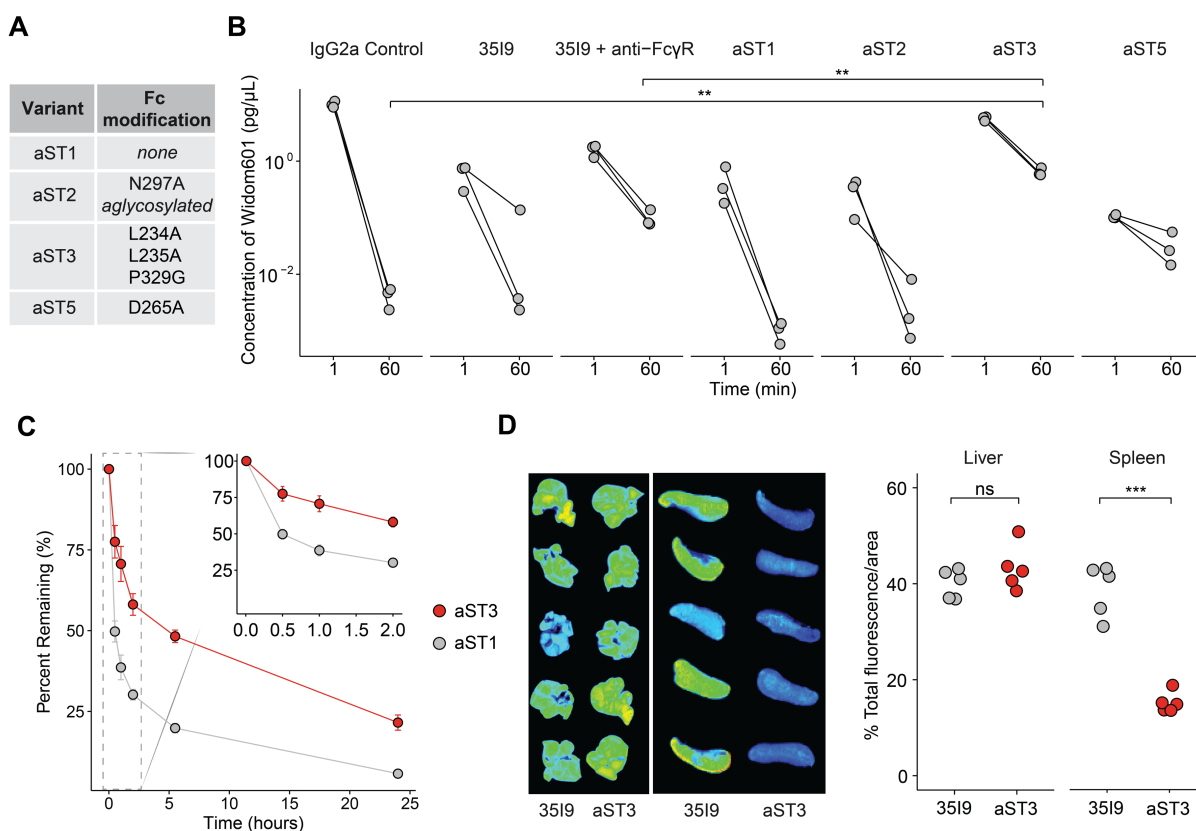 A
Variant Fc modification
aST1 none
aST2 N297A
aglycosylated
aST3 L234A
L235A
P329G
aST5 D265A
B
IgG2a Control 35I9 35I9 + anti−FcγR aST1 aST2 aST3 aST5
**
**
Concentration of Widom601 (pg/µL)
10⁰
10⁻²
1 60 1 60 1 60 1 60 1 60 1 60 1 60
Time (min)
C
Percent Remaining (%)
100
75
50
25
0 5 10 15 20 25
Time (hours)
100
75
50
25
0.0 0.5 1.0 2.0
aST3
aST1
D
35I9 aST3 35I9 aST3
Liver Spleen
ns ***
% Total fluorescence/area
60
40
20
0
35I9 aST3 35I9 aST3